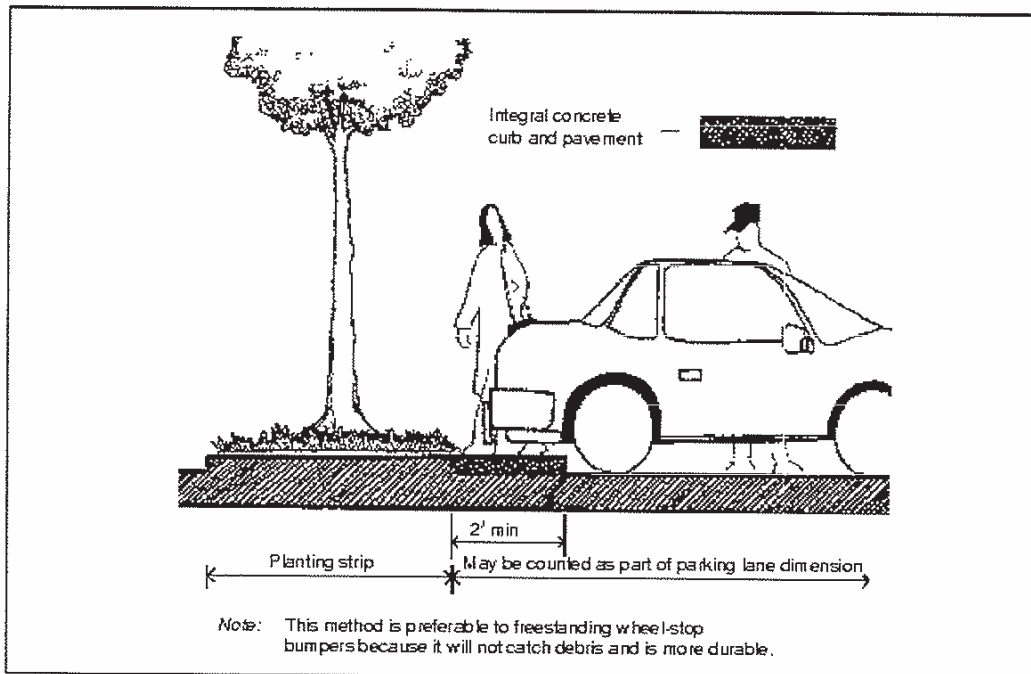 Integral concrete
curb and pavement
2' min
Planting strip
May be counted as part of parking lane dimension
Note: This method is preferable to freestanding wheel-stop
bumpers because it will not catch debris and is more durable.